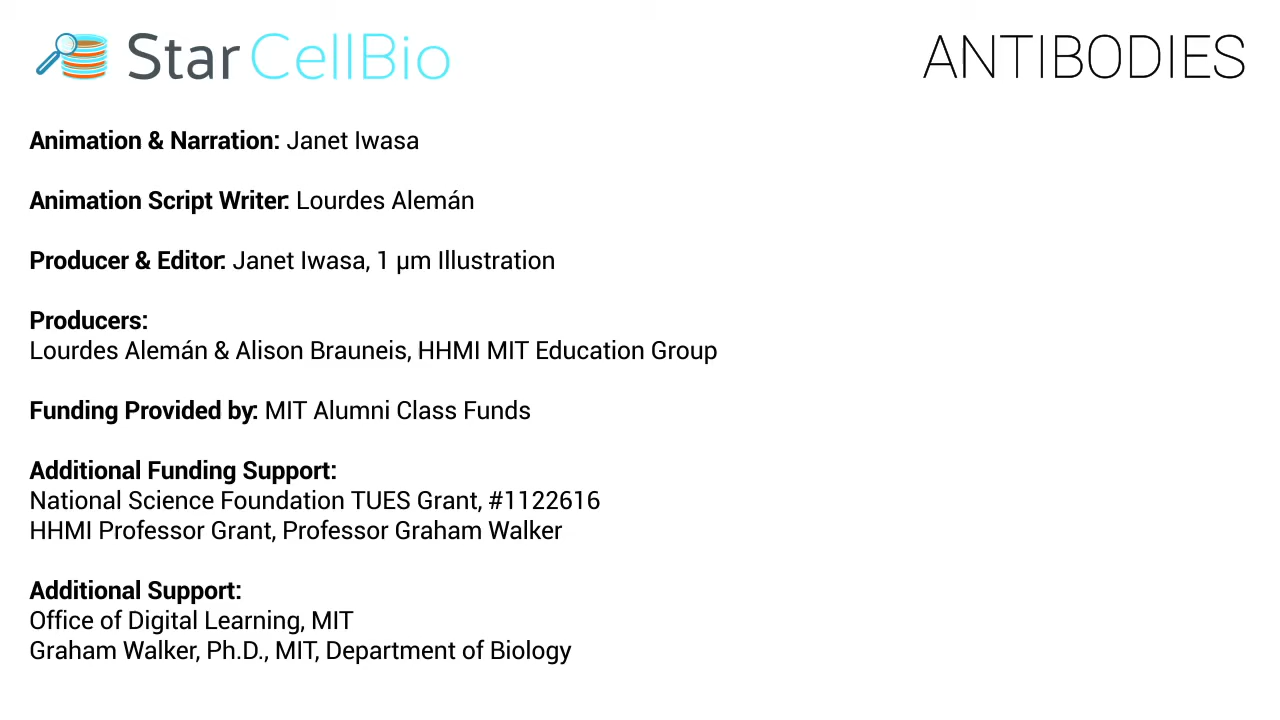 Star CellBio
ANTIBODIES
Animation & Narration: Janet Iwasa
Animation Script Writer: Lourdes Alemán
Producer & Editor: Janet Iwasa, 1 µm Illustration
Producers:
Lourdes Alemán & Alison Brauneis, HHMI MIT Education Group
Funding Provided by: MIT Alumni Class Funds
Additional Funding Support:
National Science Foundation TUES Grant, #1122616
HHMI Professor Grant, Professor Graham Walker
Additional Support:
Office of Digital Learning, MIT
Graham Walker, Ph.D., MIT, Department of Biology